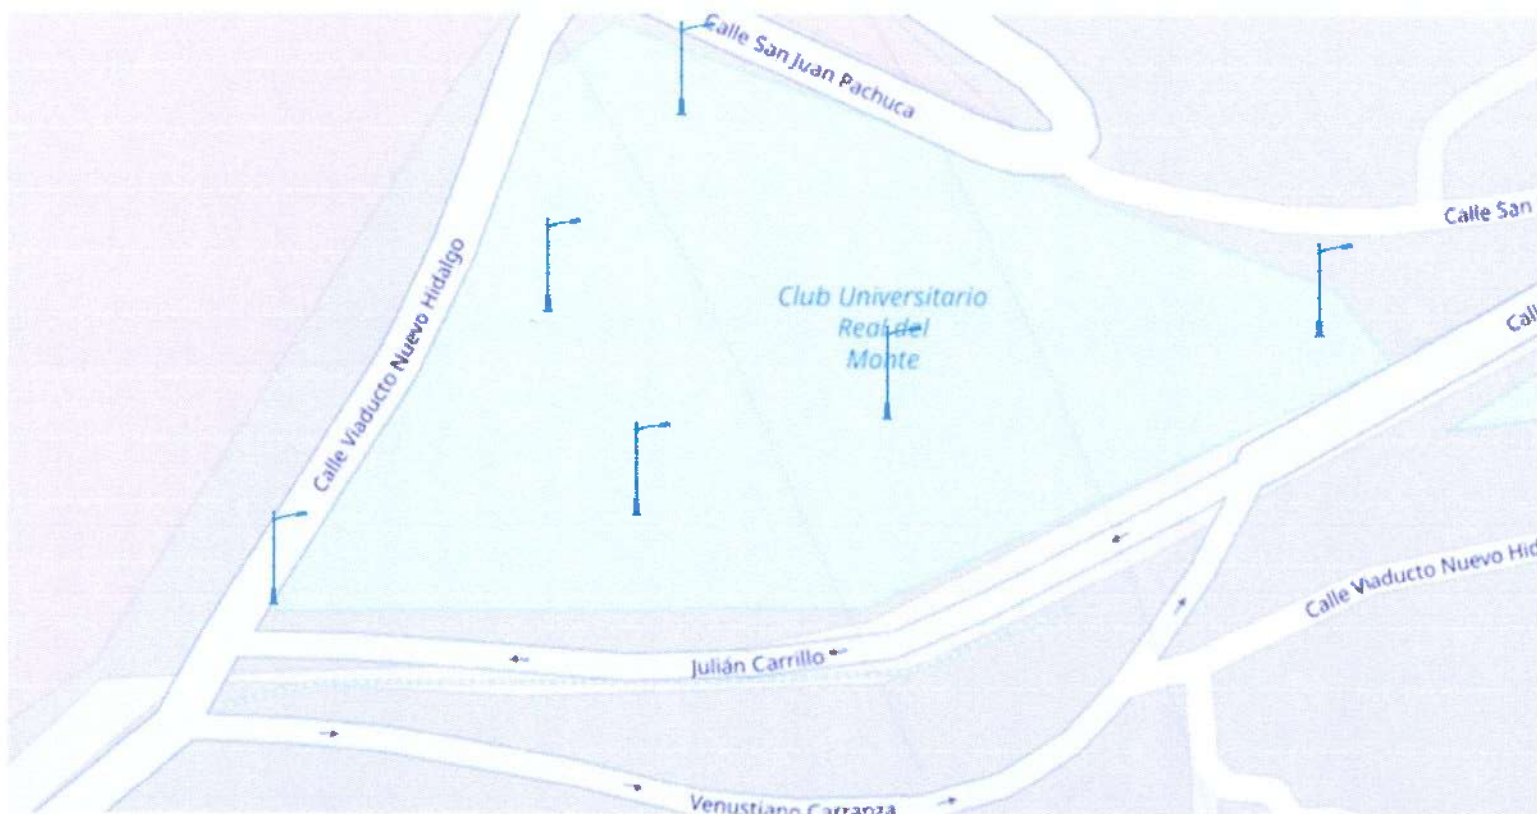 Calle San Juan Pachuca
Calle San
Calle Viaducto Nuevo Hidalgo
Club Universitario
Real del
Monte
Calle Viaducto Nuevo Hid
Julián Carrillo
Venustiano Carranza